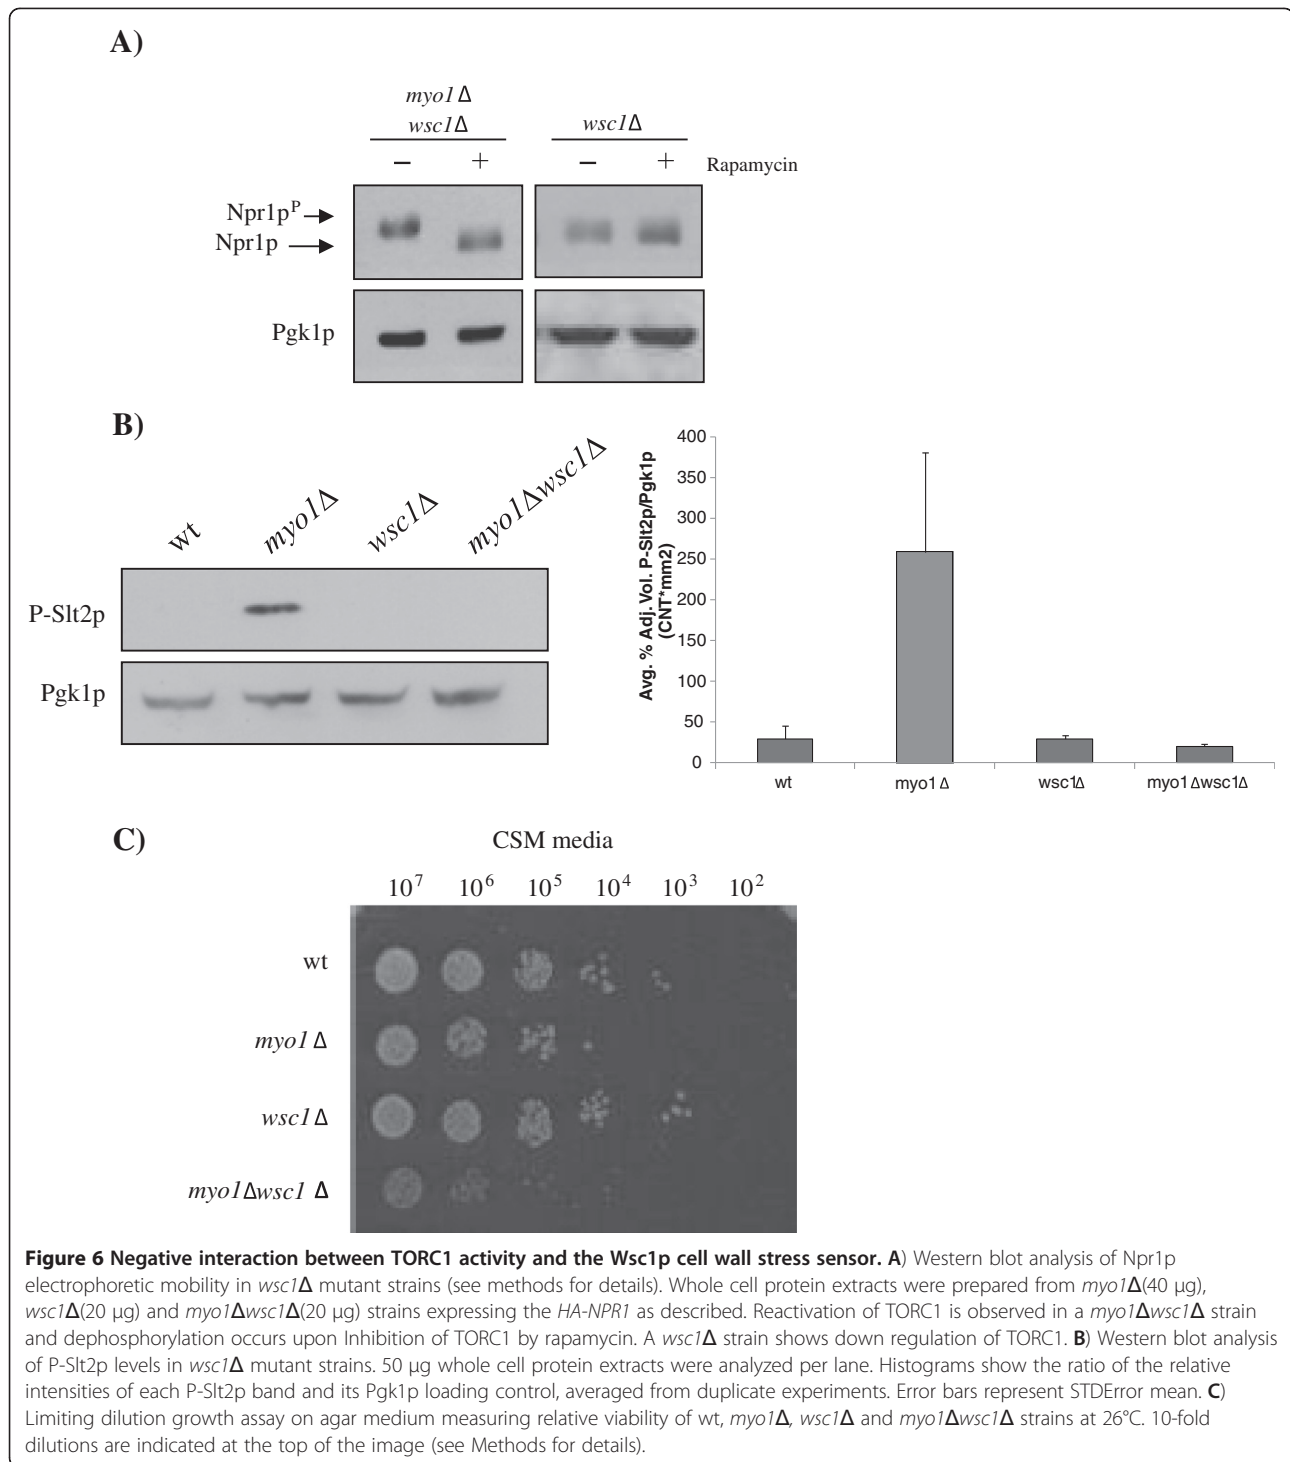 A)
myo1Δ
wsc1Δ wsc1Δ
− + − + Rapamycin
Npr1pᴾ
Npr1p
Pgk1p
B)
wt myo1Δ wsc1Δ myo1Δwsc1Δ
P-Slt2p
Pgk1p
Avg. % Adj. Vol. P-Slt2p/Pgk1p
(CNT*mm2)
400
350
300
250
200
150
100
50
0
wt myo1 Δ wsc1Δ myo1 Δwsc1Δ
C)
CSM media
10⁷ 10⁶ 10⁵ 10⁴ 10³ 10²
wt
myo1 Δ
wsc1 Δ
myo1Δwsc1 Δ
Figure 6 Negative interaction between TORC1 activity and the Wsc1p cell wall stress sensor. A) Western blot analysis of Npr1p
electrophoretic mobility in wsc1Δ mutant strains (see methods for details). Whole cell protein extracts were prepared from myo1Δ(40 μg),
wsc1Δ(20 μg) and myo1Δwsc1Δ(20 μg) strains expressing the HA-NPR1 as described. Reactivation of TORC1 is observed in a myo1Δwsc1Δ strain
and dephosphorylation occurs upon Inhibition of TORC1 by rapamycin. A wsc1Δ strain shows down regulation of TORC1. B) Western blot analysis
of P-Slt2p levels in wsc1Δ mutant strains. 50 μg whole cell protein extracts were analyzed per lane. Histograms show the ratio of the relative
intensities of each P-Slt2p band and its Pgk1p loading control, averaged from duplicate experiments. Error bars represent STDError mean. C)
Limiting dilution growth assay on agar medium measuring relative viability of wt, myo1Δ, wsc1Δ and myo1Δwsc1Δ strains at 26°C. 10-fold
dilutions are indicated at the top of the image (see Methods for details).